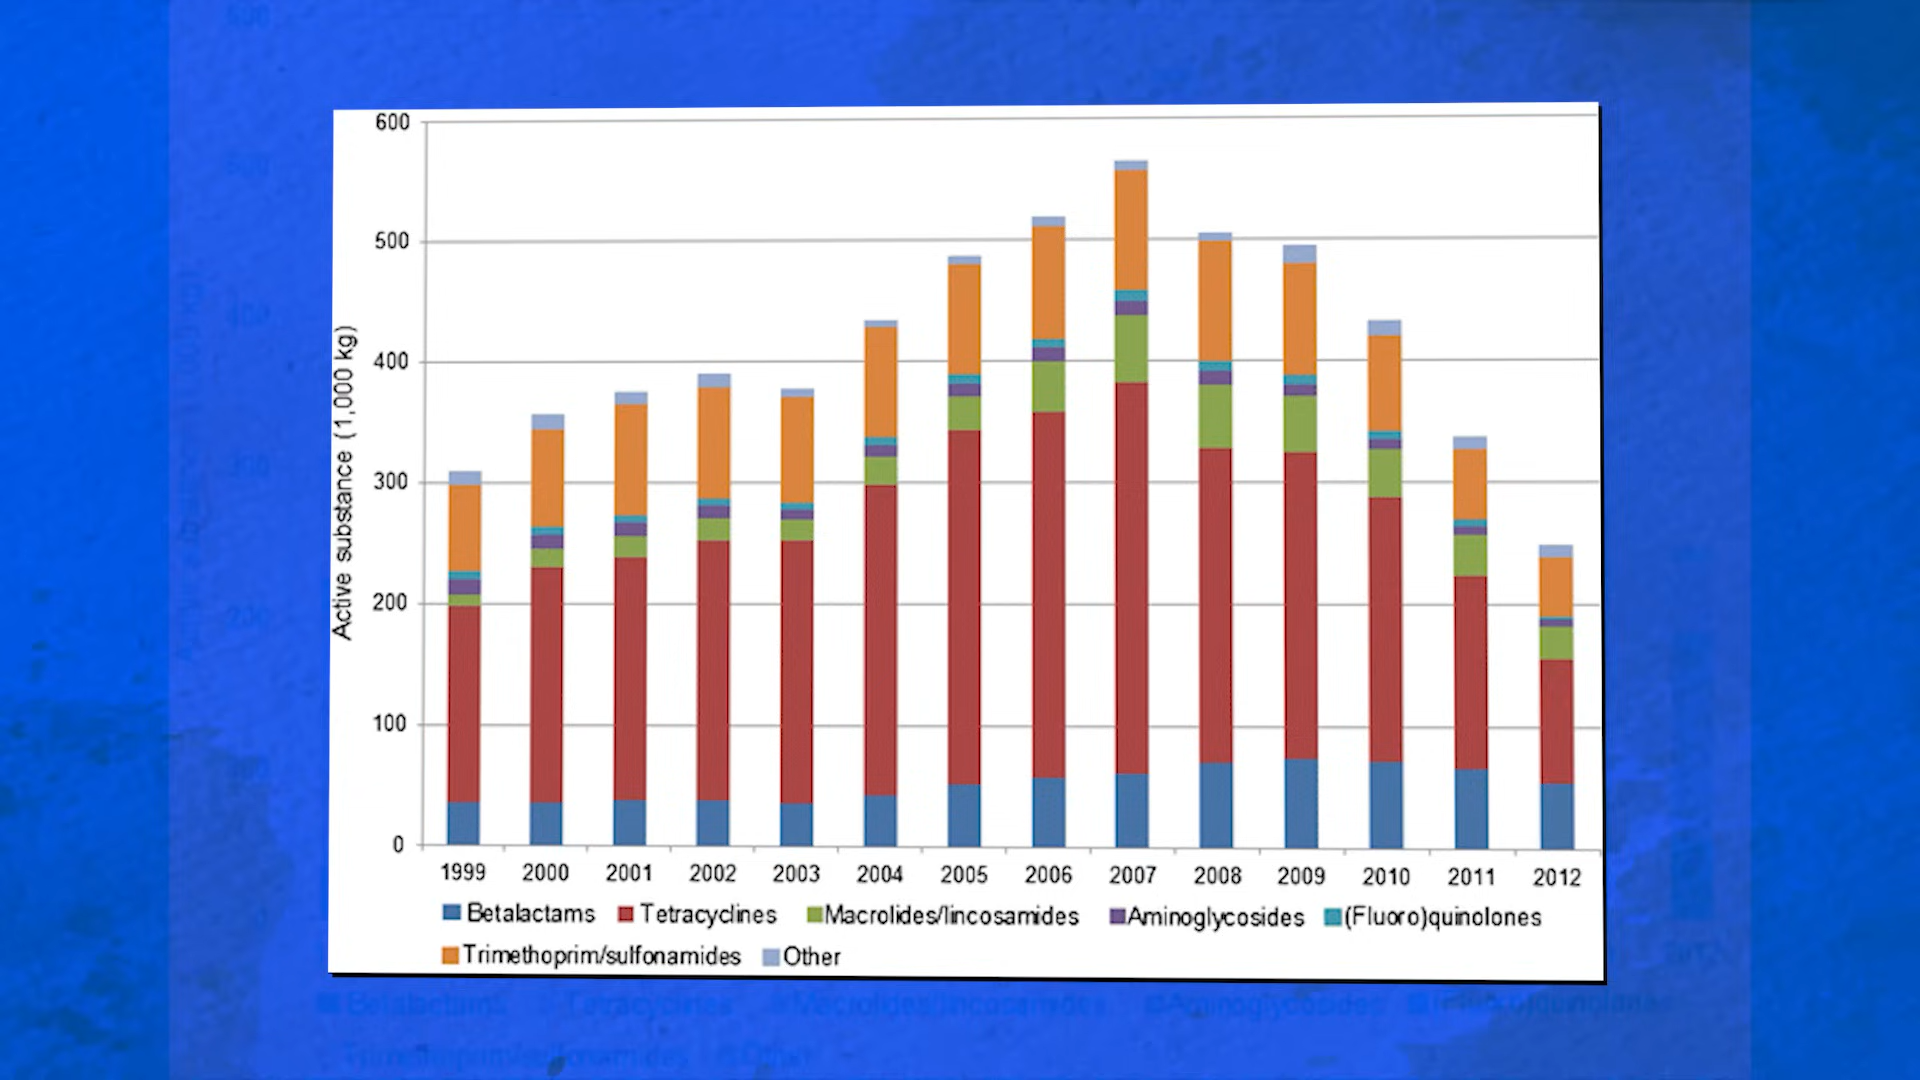 600
500
400
300
200
100
0
Active substance (1,000 kg)
1999 2000 2001 2002 2003 2004 2005 2006 2007 2008 2009 2010 2011 2012
Betalactams Tetracyclines Macrolides/lincosamides Aminoglycosides (Fluoro)quinolones
Trimethoprim/sulfonamides Other